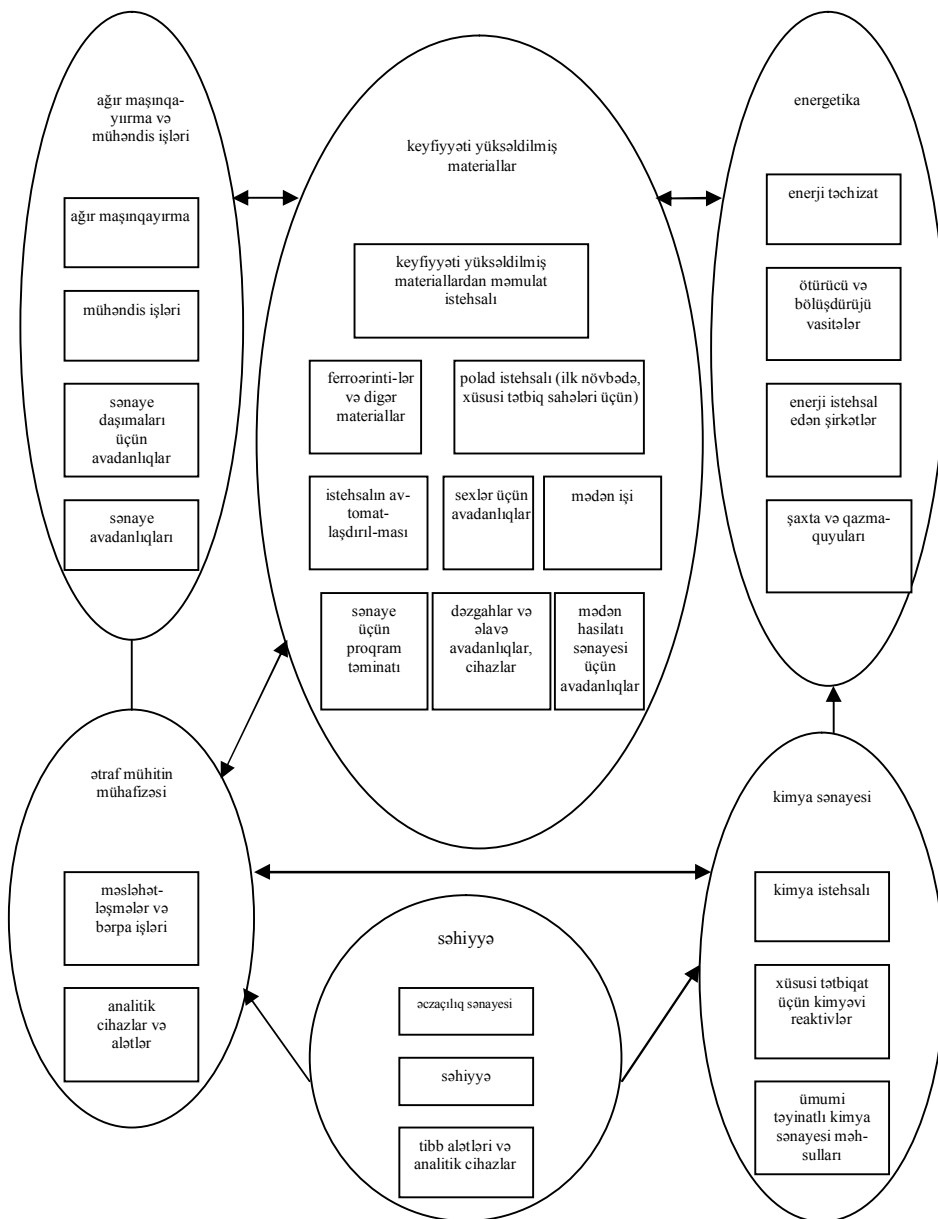 ağır maşınqa-
yıırma və
mühəndis işləri
ağır maşınqayırma
mühəndis işləri
sənaye
daşımaları
üçün
avadanlıqlar
sənaye
avadanlıqları
keyfiyyəti yüksəldilmiş
materiallar
keyfiyyəti yüksəldilmiş
materiallardan məmulat
istehsalı
ferroərinti-lər
və digər
materiallar
polad istehsalı (ilk növbədə,
xüsusi tətbiq sahələri üçün)
istehsalın av-
tomat-
laşdırıl-ması
sexlər üçün
avadanlıqlar
mədən işi
sənaye
üçün
proqram
təminatı
dəzgahlar və
əlavə
avadanlıqlar,
cihazlar
mədən
hasilatı
sənayesi
üçün
avadanlıqlar
energetika
enerji təchizat
ötürücü və
bölüşdürüjü
vasitələr
enerji istehsal
edən şirkətlər
şaxta və qazma-
quyuları
ətraf mühitin
mühafizəsi
məsləhət-
ləşmələr və
bərpa işləri
analitik
cihazlar və
alətlər
səhiyyə
əczaçılıq sənayesi
səhiyyə
tibb alətləri və
analitik cihazlar
kimya sənayesi
kimya istehsalı
xüsusi tətbiqat
üçün kimyəvi
reaktivlər
ümumi
təyinatlı kimya
sənayesi məh-
sulları